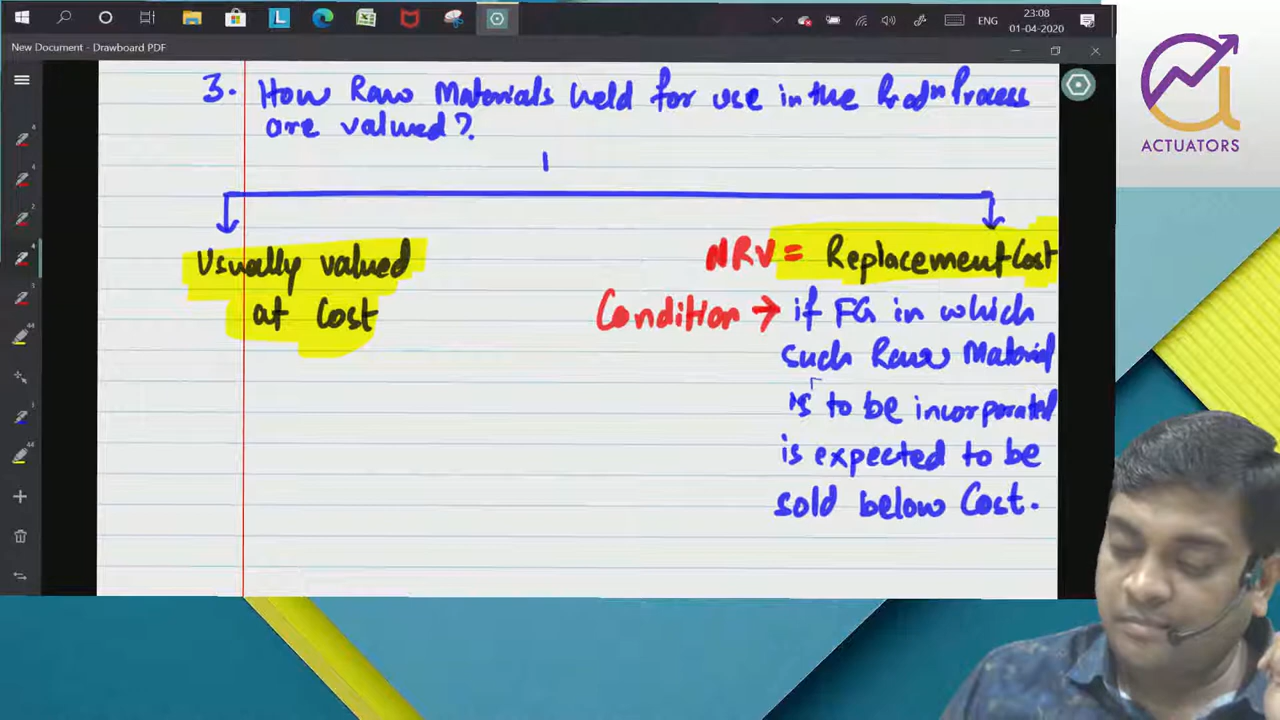 23:08
ENG
01-04-2020
New Document - Drawboard PDF
3. How Raw Materials held for use in the Prodn Process
are valued?
Usually valued
at Cost
NRV = Replacement Cost
Condition → if FG in which
such Raw Material
is to be incorporated
is expected to be
sold below Cost.
ACTUATORS